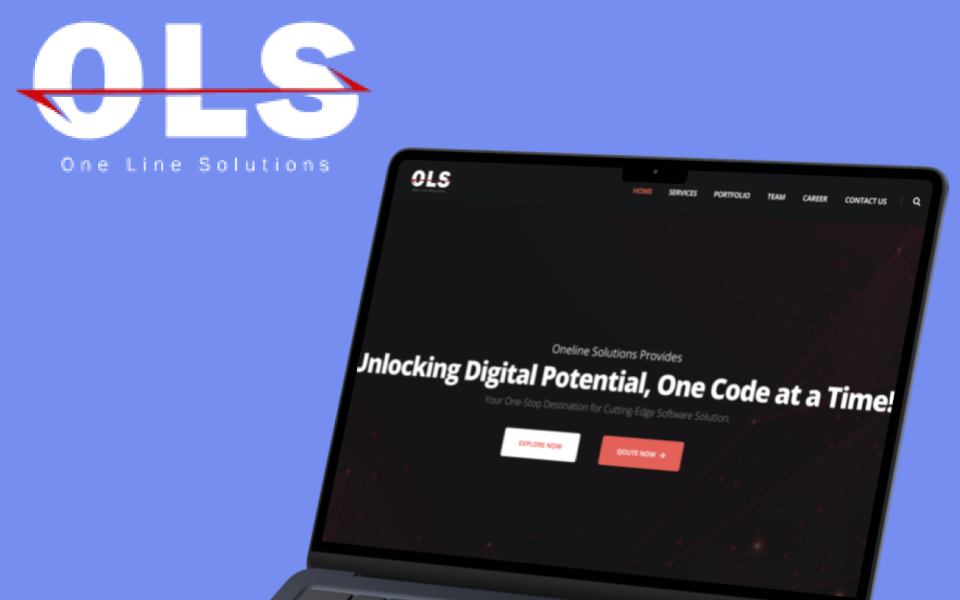 OLS
One Line Solutions
OLS
HOME SERVICES PORTFOLIO TEAM CAREER CONTACT US
Oneline Solutions Provides
Unlocking Digital Potential, One Code at a Time!
Your One-Stop Destination for Cutting-Edge Software Solution.
EXPLORE NOW QOUTE NOW →